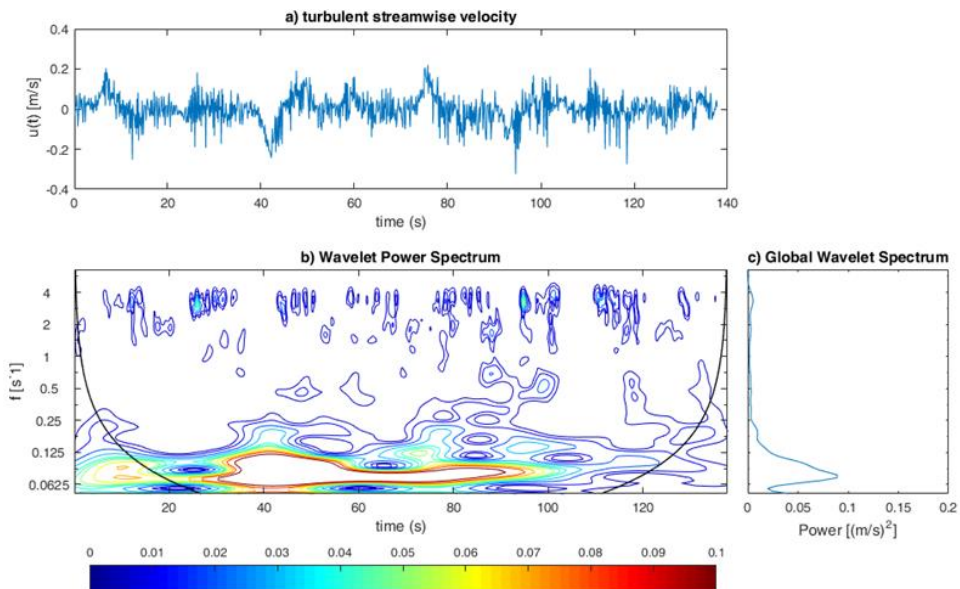 a) turbulent streamwise velocity
0.4
0.2
0
-0.2
-0.4
u(t) [m/s]
0 20 40 60 80 100 120 140
time (s)
b) Wavelet Power Spectrum
4
2
1
0.5
0.25
0.125
0.0625
f [s`1]
20 40 60 80 100 120
time (s)
c) Global Wavelet Spectrum
0 0.05 0.1 0.15 0.2
Power [(m/s)²]
0 0.01 0.02 0.03 0.04 0.05 0.06 0.07 0.08 0.09 0.1